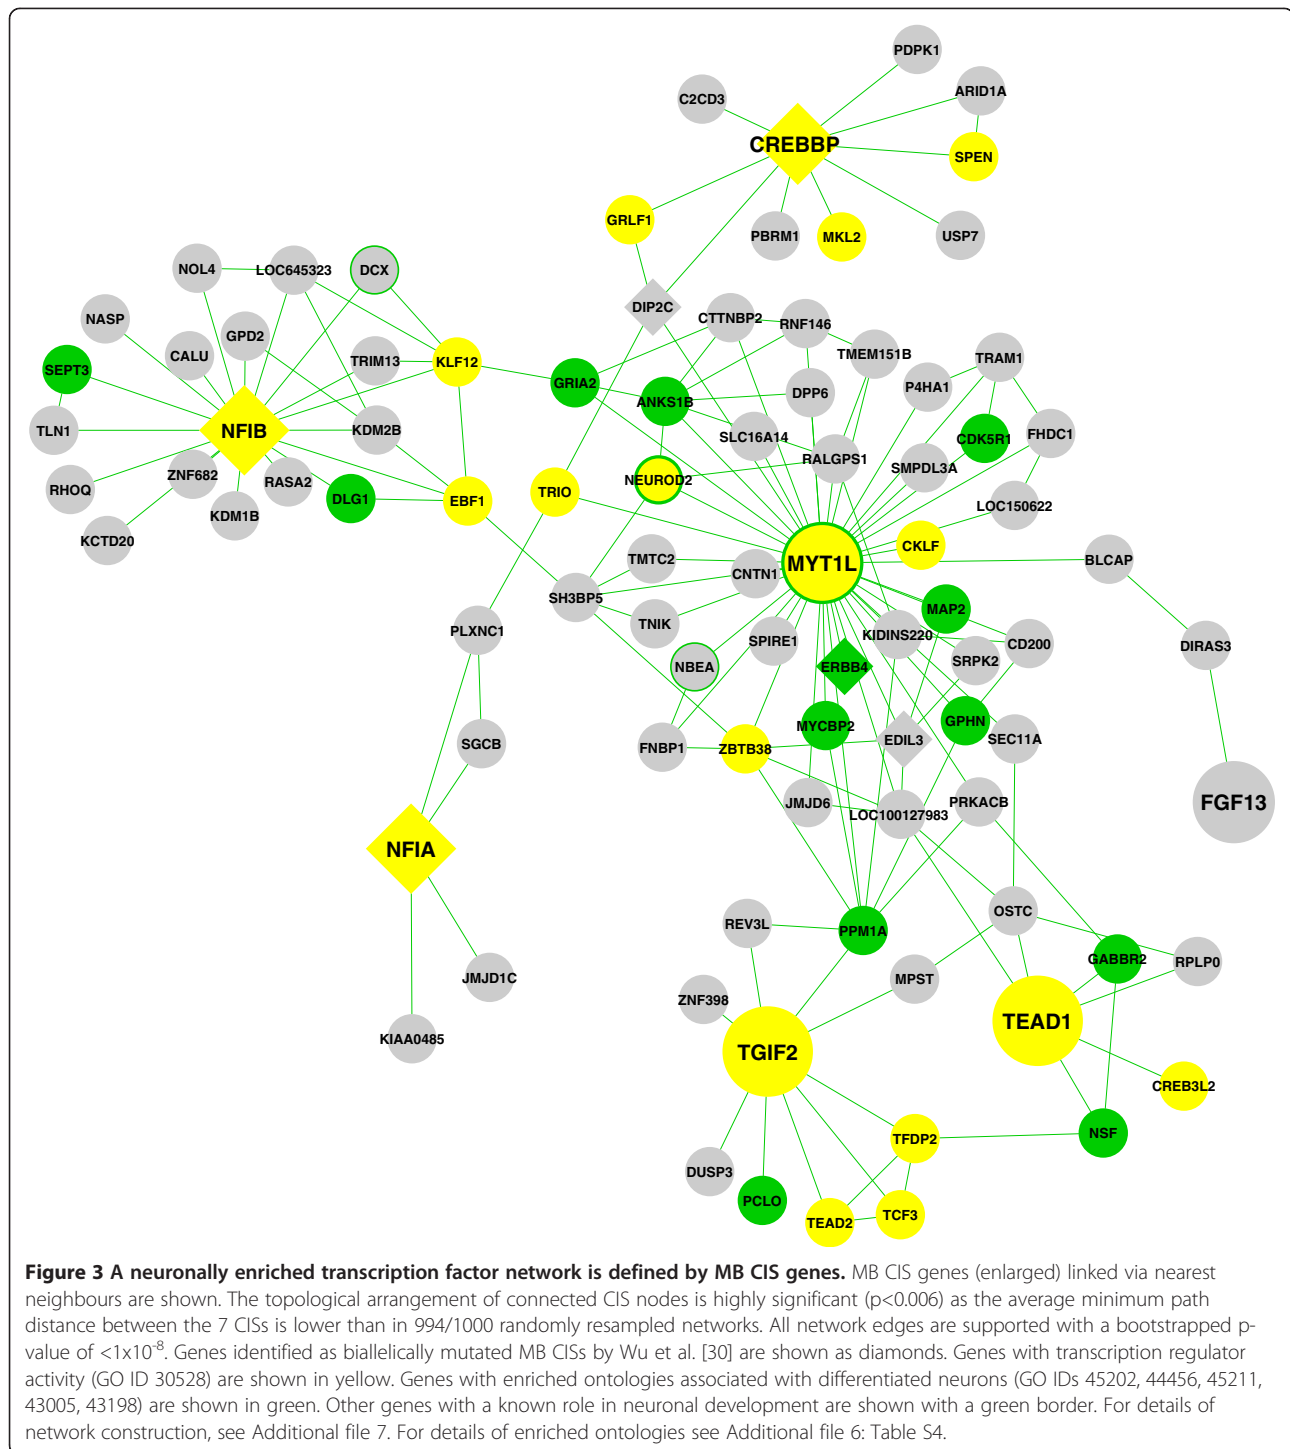 PDPK1
C2CD3
ARID1A
CREBBP
SPEN
GRLF1
PBRM1
MKL2
USP7
NOL4
LOC645323
DCX
DIP2C
NASP
GPD2
CTTNBP2
RNF146
TMEM151B
CALU
TRIM13
KLF12
TRAM1
SEPT3
GRIA2
ANKS1B
DPP6
P4HA1
TLN1
NFIB
KDM2B
SLC16A14
CDK5R1
FHDC1
RALGPS1
SMPDL3A
ZNF682
RASA2
NEUROD2
RHOQ
DLG1
EBF1
TRIO
LOC150622
KDM1B
KCTD20
CKLF
MYT1L
BLCAP
TMTC2
CNTN1
SH3BP5
MAP2
TNIK
PLXNC1
SPIRE1
KIDINS220
CD200
DIRAS3
NBEA
ERBB4
SRPK2
MYCBP2
GPHN
SGCB
FNBP1
ZBTB38
EDIL3
SEC11A
JMJD6
LOC100127983
PRKACB
FGF13
NFIA
OSTC
REV3L
PPM1A
GABBR2
RPLP0
JMJD1C
MPST
ZNF398
TEAD1
KIAA0485
TGIF2
CREB3L2
TFDP2
NSF
DUSP3
PCLO
TEAD2
TCF3
Figure 3 A neuronally enriched transcription factor network is defined by MB CIS genes. MB CIS genes (enlarged) linked via nearest
neighbours are shown. The topological arrangement of connected CIS nodes is highly significant (p<0.006) as the average minimum path
distance between the 7 CISs is lower than in 994/1000 randomly resampled networks. All network edges are supported with a bootstrapped p-
value of <1x10⁻⁸. Genes identified as biallelically mutated MB CISs by Wu et al. [30] are shown as diamonds. Genes with transcription regulator
activity (GO ID 30528) are shown in yellow. Genes with enriched ontologies associated with differentiated neurons (GO IDs 45202, 44456, 45211,
43005, 43198) are shown in green. Other genes with a known role in neuronal development are shown with a green border. For details of
network construction, see Additional file 7. For details of enriched ontologies see Additional file 6: Table S4.